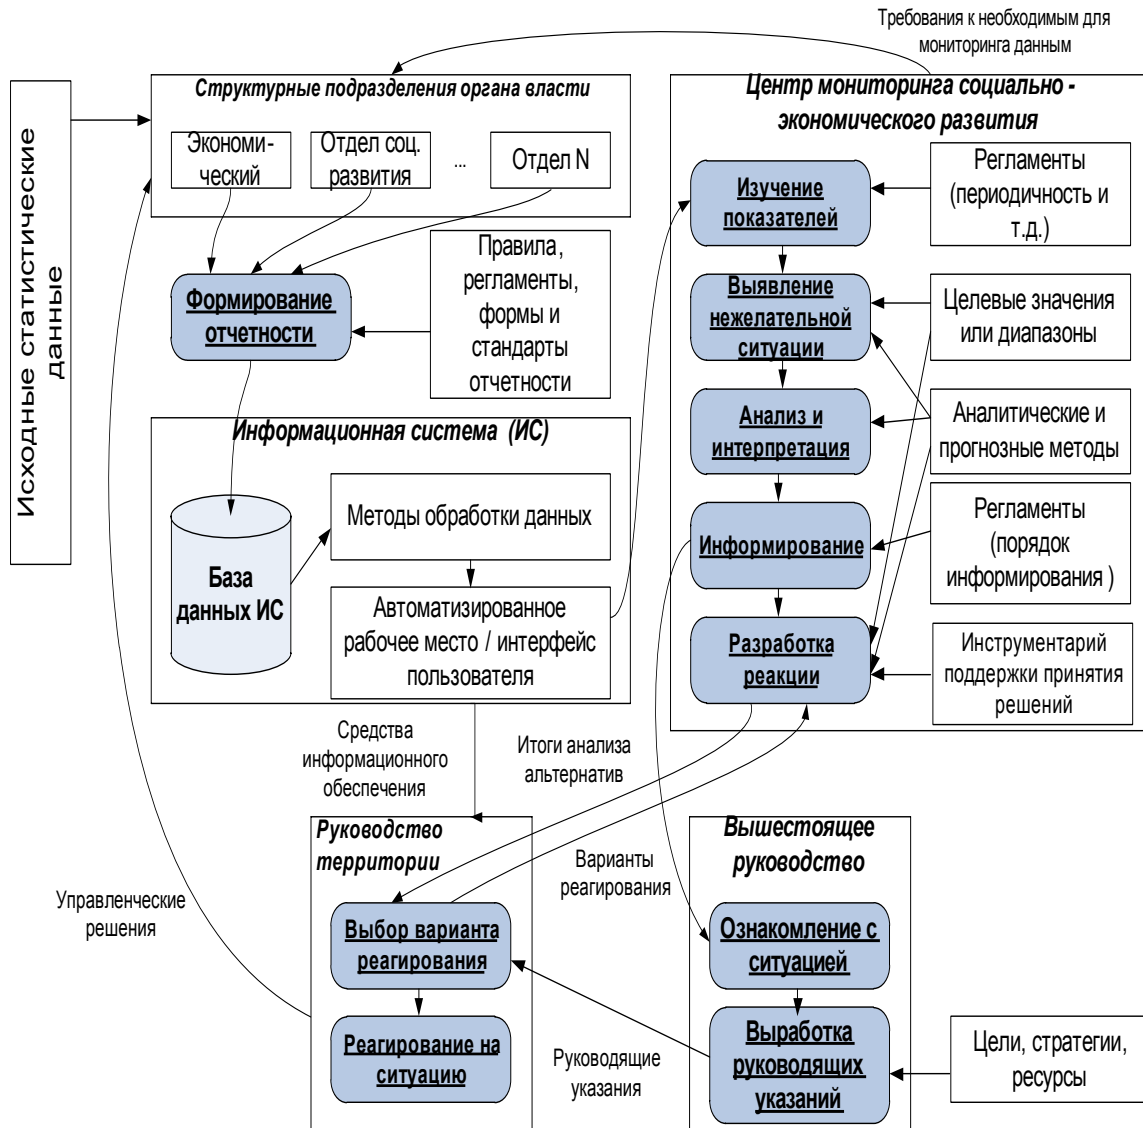 Требования к необходимым для
мониторинга данным
Исходные статистические
данные
Структурные подразделения органа власти
Экономи-
ческий
Отдел соц.
развития
...
Отдел N
Формирование
отчетности
Правила,
регламенты,
формы и
стандарты
отчетности
Информационная система (ИС)
База
данных ИС
Методы обработки данных
Автоматизированное
рабочее место / интерфейс
пользователя
Центр мониторинга социально -
экономического развития
Изучение
показателей
Регламенты
(периодичность и
т.д.)
Выявление
нежелательной
ситуации
Целевые значения
или диапазоны
Анализ и
интерпретация
Аналитические и
прогнозные методы
Информирование
Регламенты
(порядок
информирования )
Разработка
реакции
Инструментарий
поддержки принятия
решений
Средства
информационного
обеспечения
Итоги анализа
альтернатив
Управленческие
решения
Руководство
территории
Выбор варианта
реагирования
Реагирование на
ситуацию
Варианты
реагирования
Руководящие
указания
Вышестоящее
руководство
Ознакомление с
ситуацией
Выработка
руководящих
указаний
Цели, стратегии,
ресурсы